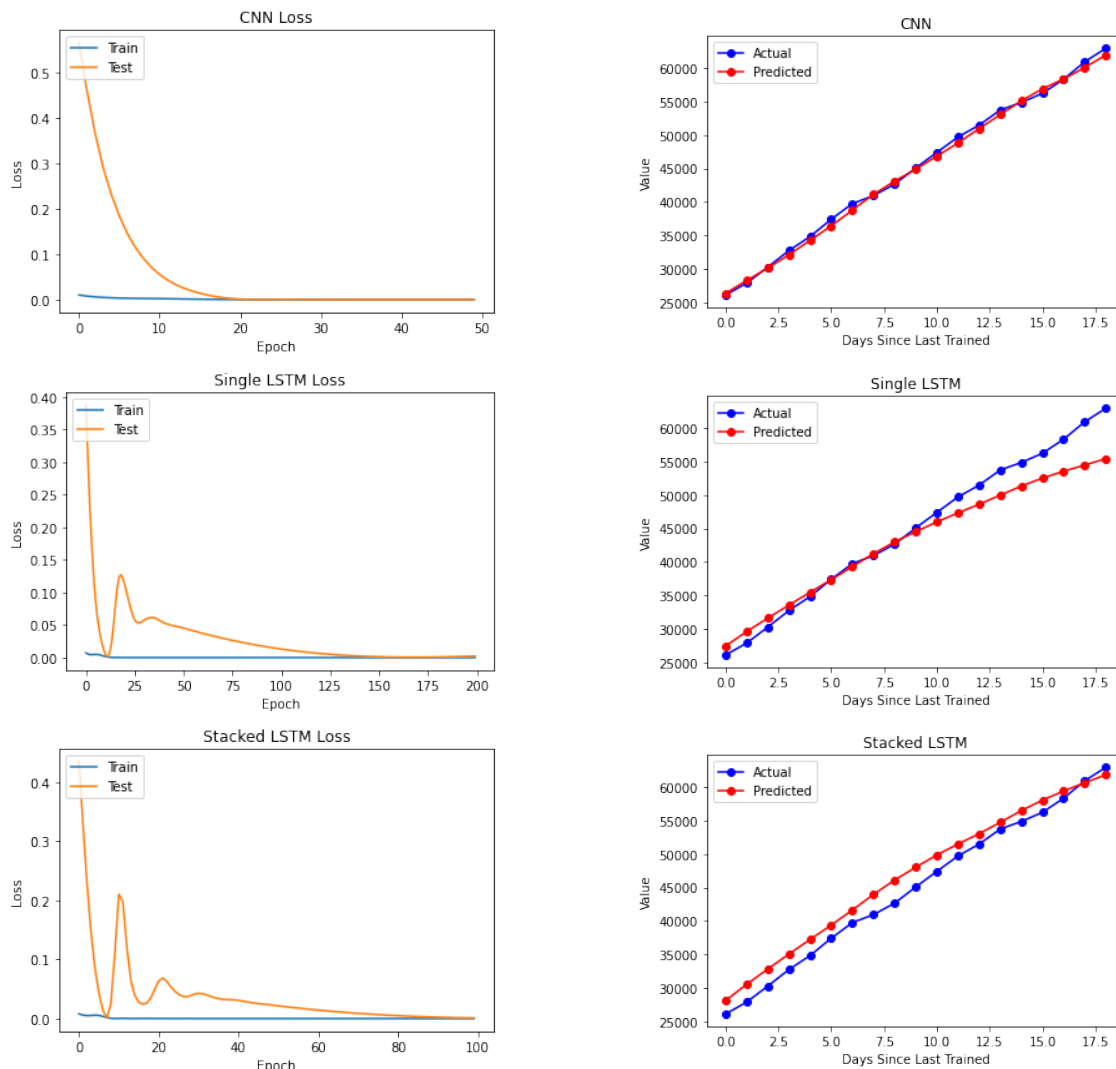 CNN Loss
Train
Test
0.5
0.4
0.3
0.2
0.1
0.0
Loss
0 10 20 30 40 50
Epoch
CNN
Actual
Predicted
60000
55000
50000
45000
40000
35000
30000
25000
Value
0.0 2.5 5.0 7.5 10.0 12.5 15.0 17.5
Days Since Last Trained
Single LSTM Loss
Train
Test
0.40
0.35
0.30
0.25
0.20
0.15
0.10
0.05
0.00
Loss
0 25 50 75 100 125 150 175 200
Epoch
Single LSTM
Actual
Predicted
60000
55000
50000
45000
40000
35000
30000
25000
Value
0.0 2.5 5.0 7.5 10.0 12.5 15.0 17.5
Days Since Last Trained
Stacked LSTM Loss
Train
Test
0.4
0.3
0.2
0.1
0.0
Loss
0 20 40 60 80 100
Epoch
Stacked LSTM
Actual
Predicted
60000
55000
50000
45000
40000
35000
30000
25000
Value
0.0 2.5 5.0 7.5 10.0 12.5 15.0 17.5
Days Since Last Trained